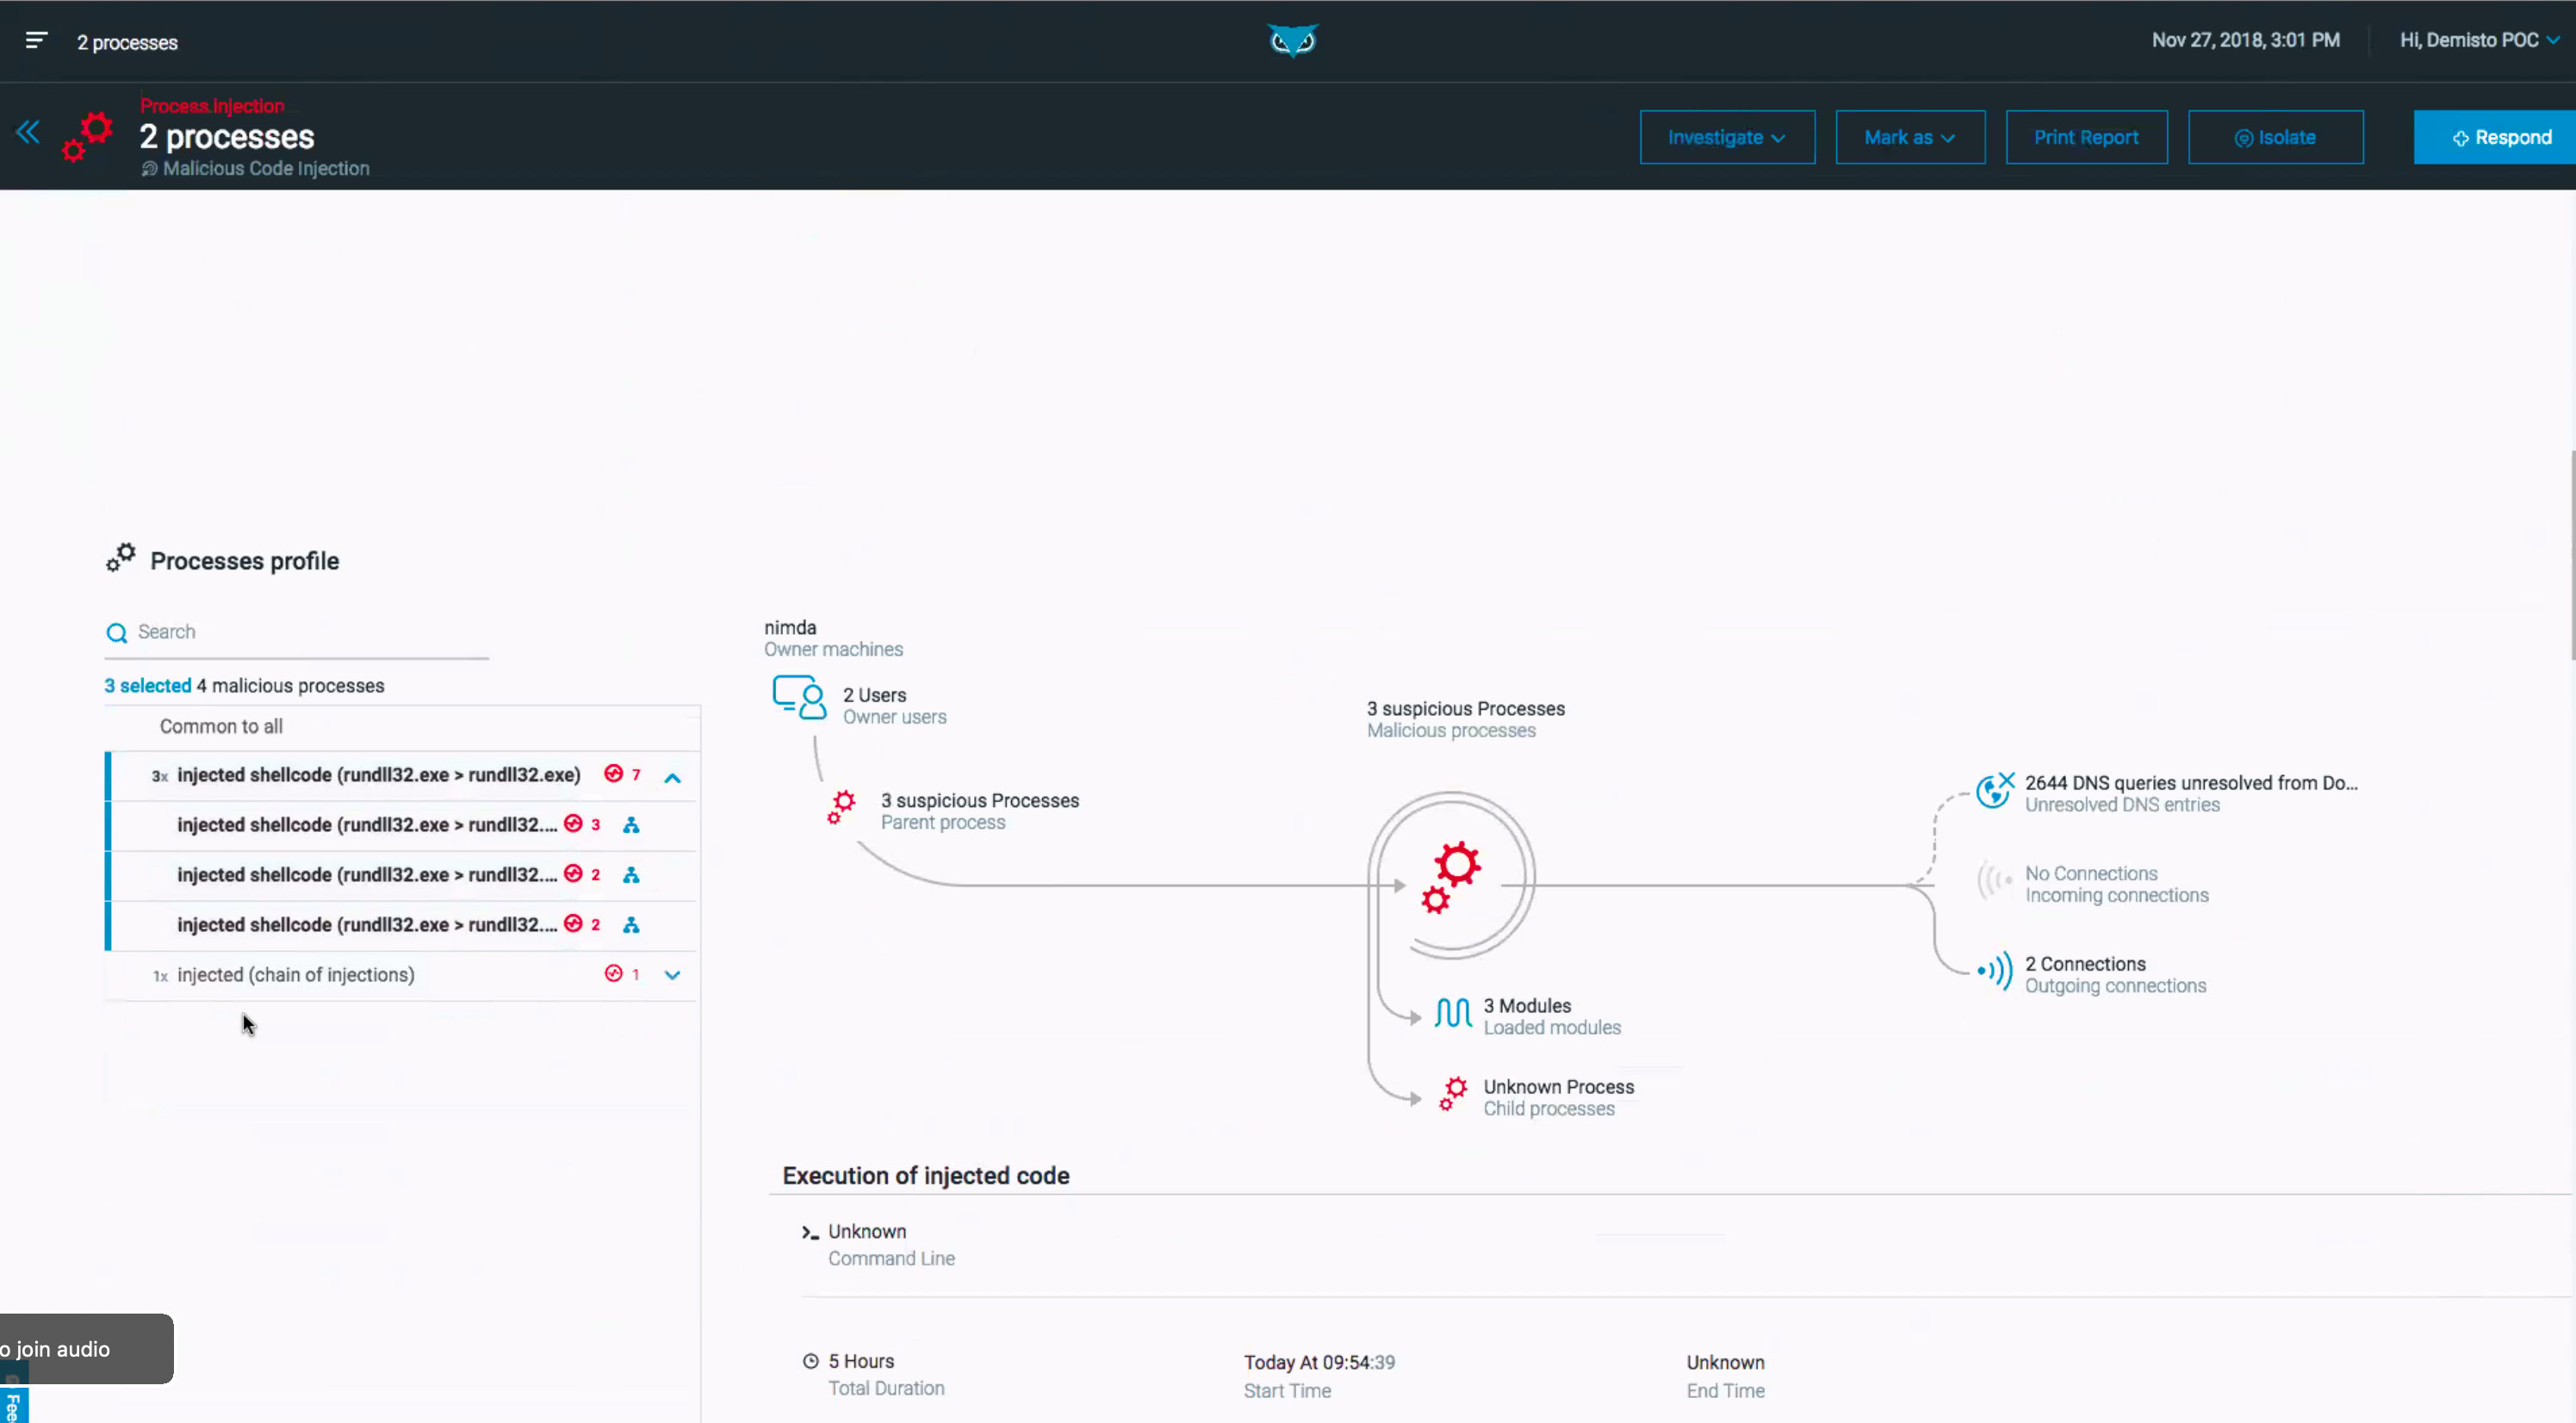 2 processes
Nov 27, 2018, 3:01 PM
Hi, Demisto POC
Process Injection
2 processes
Malicious Code Injection
Investigate
Mark as
Print Report
Isolate
Respond
Processes profile
Search
3 selected 4 malicious processes
Common to all
3x injected shellcode (rundll32.exe > rundll32.exe) 7
injected shellcode (rundll32.exe > rundll32.... 3
injected shellcode (rundll32.exe > rundll32.... 2
injected shellcode (rundll32.exe > rundll32.... 2
1x injected (chain of injections) 1
nimda
Owner machines
2 Users
Owner users
3 suspicious Processes
Parent process
3 suspicious Processes
Malicious processes
3 Modules
Loaded modules
Unknown Process
Child processes
2644 DNS queries unresolved from Do...
Unresolved DNS entries
No Connections
Incoming connections
2 Connections
Outgoing connections
Execution of injected code
Unknown
Command Line
5 Hours
Total Duration
Today At 09:54:39
Start Time
Unknown
End Time
o join audio
Fee